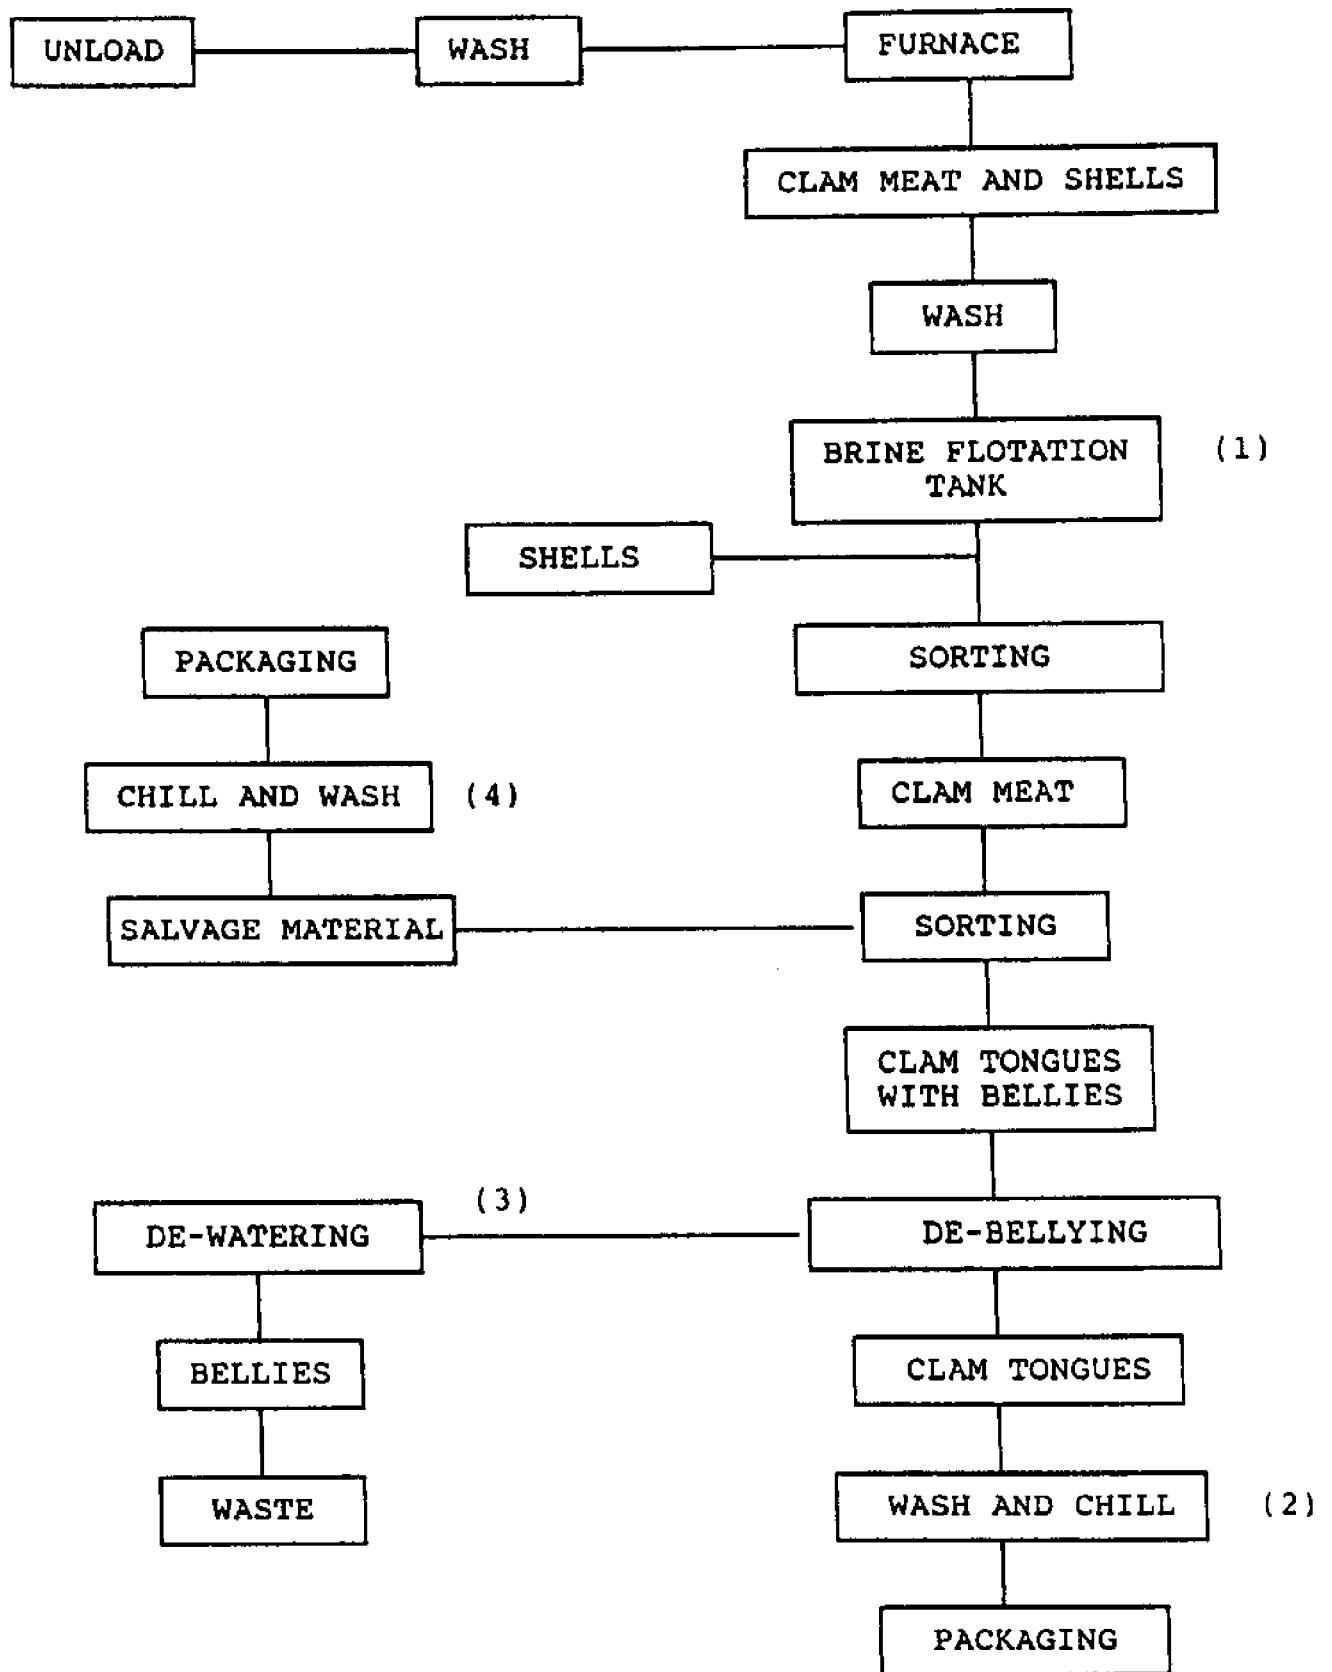 UNLOAD
WASH
FURNACE
CLAM MEAT AND SHELLS
WASH
BRINE FLOTATION
TANK
(1)
SHELLS
SORTING
PACKAGING
CLAM MEAT
CHILL AND WASH
(4)
SALVAGE MATERIAL
SORTING
CLAM TONGUES
WITH BELLIES
(3)
DE-WATERING
DE-BELLYING
BELLIES
CLAM TONGUES
WASTE
WASH AND CHILL
(2)
PACKAGING